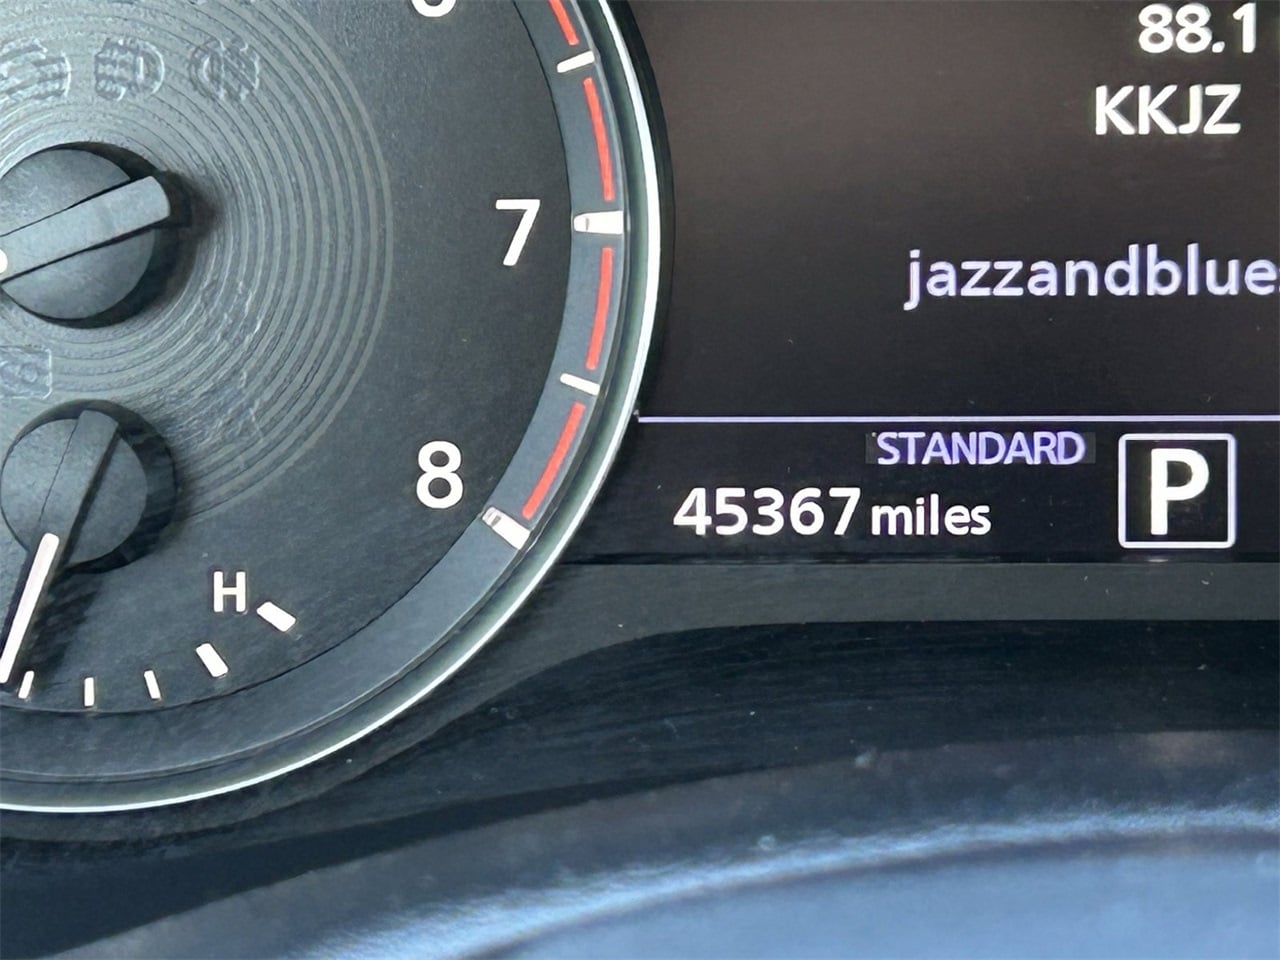 88.1
KKJZ
7
jazzandblue
STANDARD
P
8
45367 miles
H